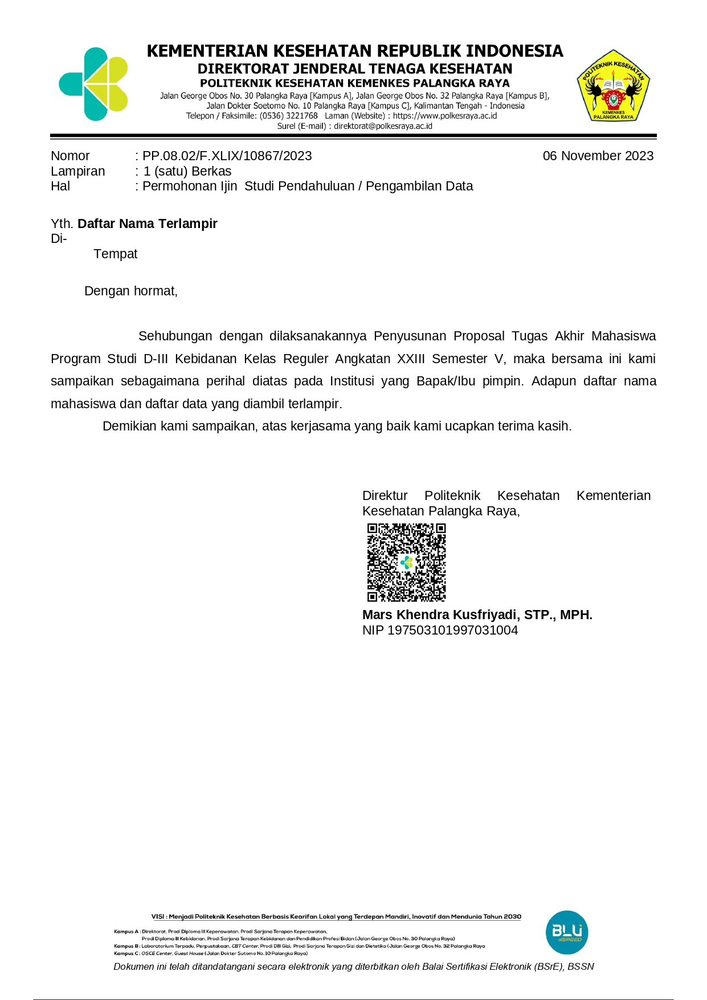 KEMENTERIAN KESEHATAN REPUBLIK INDONESIA
DIREKTORAT JENDERAL TENAGA KESEHATAN
POLITEKNIK KESEHATAN KEMENKES PALANGKA RAYA
Jalan George Obos No. 30 Palangka Raya [Kampus A], Jalan George Obos No. 32 Palangka Raya [Kampus B],
Jalan Dokter Soetomo No. 10 Palangka Raya [Kampus C], Kalimantan Tengah - Indonesia
Telepon / Faksimile: (0536) 3221768 Laman (Website) : https://www.polkesraya.ac.id
Surel (E-mail) : direktorat@polkesraya.ac.id
POLITEKNIK KESEHATAN
KEMENKES
PALANGKA RAYA
Nomor : PP.08.02/F.XLIX/10867/2023 06 November 2023
Lampiran : 1 (satu) Berkas
Hal : Permohonan Ijin Studi Pendahuluan / Pengambilan Data
Yth. Daftar Nama Terlampir
Di-
Tempat
Dengan hormat,
Sehubungan dengan dilaksanakannya Penyusunan Proposal Tugas Akhir Mahasiswa
Program Studi D-III Kebidanan Kelas Reguler Angkatan XXIII Semester V, maka bersama ini kami
sampaikan sebagaimana perihal diatas pada Institusi yang Bapak/Ibu pimpin. Adapun daftar nama
mahasiswa dan daftar data yang diambil terlampir.
Demikian kami sampaikan, atas kerjasama yang baik kami ucapkan terima kasih.
Direktur Politeknik Kesehatan Kementerian
Kesehatan Palangka Raya,
Mars Khendra Kusfriyadi, STP., MPH.
NIP 197503101997031004
VISI : Menjadi Politeknik Kesehatan Berbasis Kearifan Lokal yang Terdepan Mandiri, Inovatif dan Mendunia Tahun 2030
Kampus A : Direktorat, Prodi Diploma III Keperawatan, Prodi Sarjana Terapan Keperawatan,
Prodi Diploma III Kebidanan, Prodi Sarjana Terapan Kebidanan dan Pendidikan Profesi Bidan (Jalan George Obos No. 30 Palangka Raya)
Kampus B : Laboratorium Terpadu, Perpustakaan, CBT Center, Prodi DIII Gizi, Prodi Sarjana Terapan Gizi dan Dietetika (Jalan George Obos No. 32 Palangka Raya
Kampus C : OSCE Center, Guest House (Jalan Dokter Sutomo No. 10 Palangka Raya)
BLU
SPEED
Dokumen ini telah ditandatangani secara elektronik yang diterbitkan oleh Balai Sertifikasi Elektronik (BSrE), BSSN